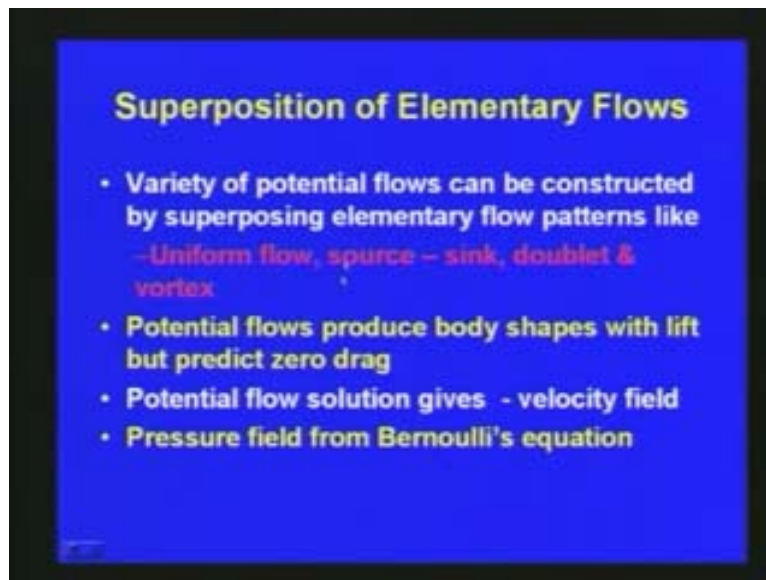 Superposition of Elementary Flows
• Variety of potential flows can be constructed
by superposing elementary flow patterns like
–Uniform flow, source – sink, doublet &
vortex
• Potential flows produce body shapes with lift
but predict zero drag
• Potential flow solution gives - velocity field
• Pressure field from Bernoulli's equation